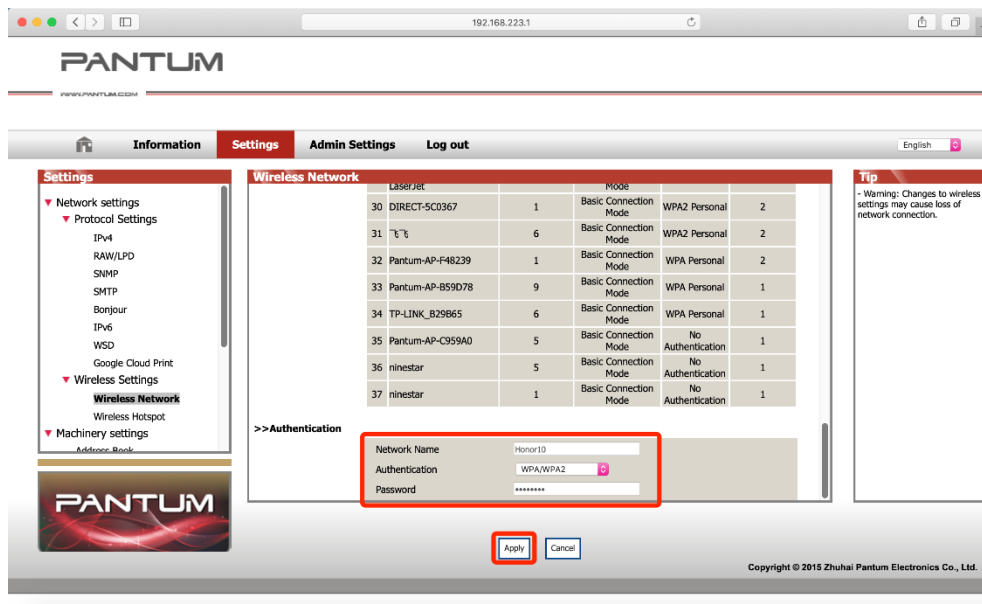 192.168.223.1
PANTUM
WWW.PANTUM.COM
Information Settings Admin Settings Log out English
Settings
Network settings
Protocol Settings
IPv4
RAW/LPD
SNMP
SMTP
Bonjour
IPv6
WSD
Google Cloud Print
Wireless Settings
Wireless Network
Wireless Hotspot
Machinery settings
Address Book
PANTUM
Wireless Network
LaserJet Mode
30 DIRECT-5C0367 1 Basic Connection Mode WPA2 Personal 2
31 飞飞 6 Basic Connection Mode WPA2 Personal 2
32 Pantum-AP-F48239 1 Basic Connection Mode WPA Personal 2
33 Pantum-AP-B59D78 9 Basic Connection Mode WPA Personal 1
34 TP-LINK_B29B65 6 Basic Connection Mode WPA Personal 1
35 Pantum-AP-C959A0 5 Basic Connection Mode No Authentication 1
36 ninestar 5 Basic Connection Mode No Authentication 1
37 ninestar 1 Basic Connection Mode No Authentication 1
>>Authentication
Network Name Honor10
Authentication WPA/WPA2
Password ••••••••
Apply Cancel
Tip
- Warning: Changes to wireless
settings may cause loss of
network connection.
Copyright © 2015 Zhuhai Pantum Electronics Co., Ltd.